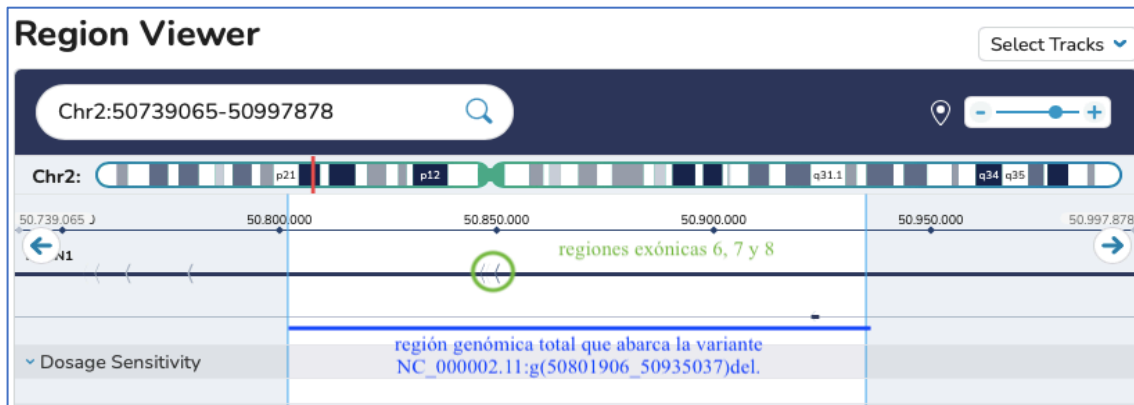 Region Viewer
Select Tracks
Chr2:50739065-50997878
- +
Chr2: p21 p12 q31.1 q34 q35
50.739.065 50.800.000 50.850.000 50.900.000 50.950.000 50.997.878
N1
regiones exónicas 6, 7 y 8
región genómica total que abarca la variante
NC_000002.11:g(50801906_50935037)del.
Dosage Sensitivity